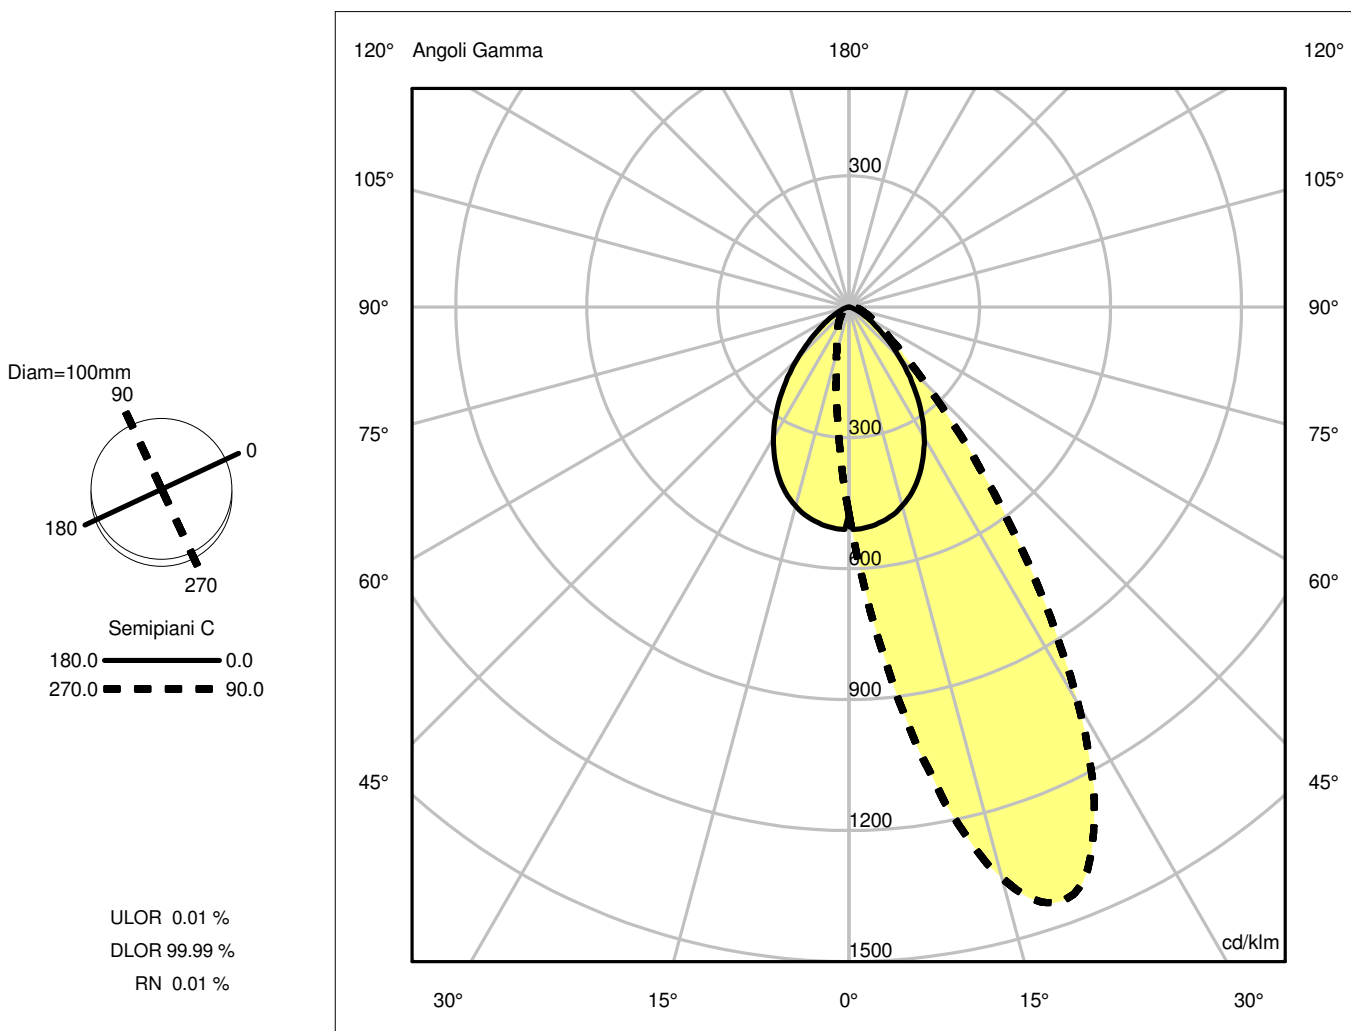 120° Angoli Gamma 180° 120°
300
105° 105°
90° 90°
Diam=100mm
90
0
300
75° 75°
180
600
270
60° 60°
Semipiani C
180.0 0.0
270.0 90.0
900
45° 45°
1200
ULOR 0.01 %
DLOR 99.99 %
cd/klm
1500
RN 0.01 %
30° 15° 0° 15° 30°